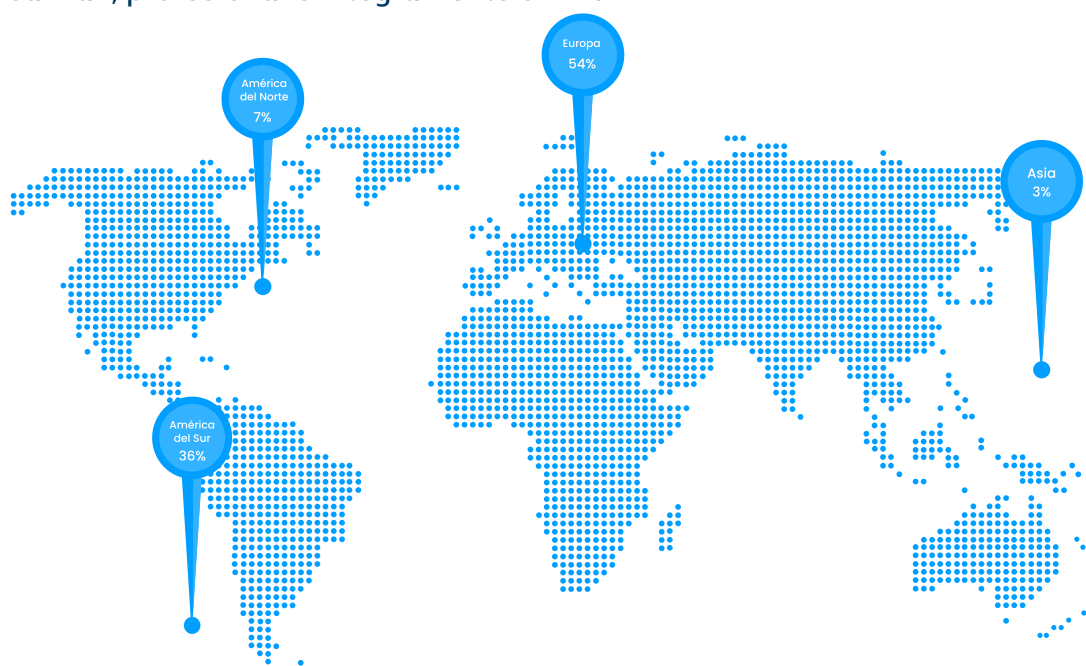 Europa
54%
América
del Norte
7%
Asia
3%
América
del Sur
36%